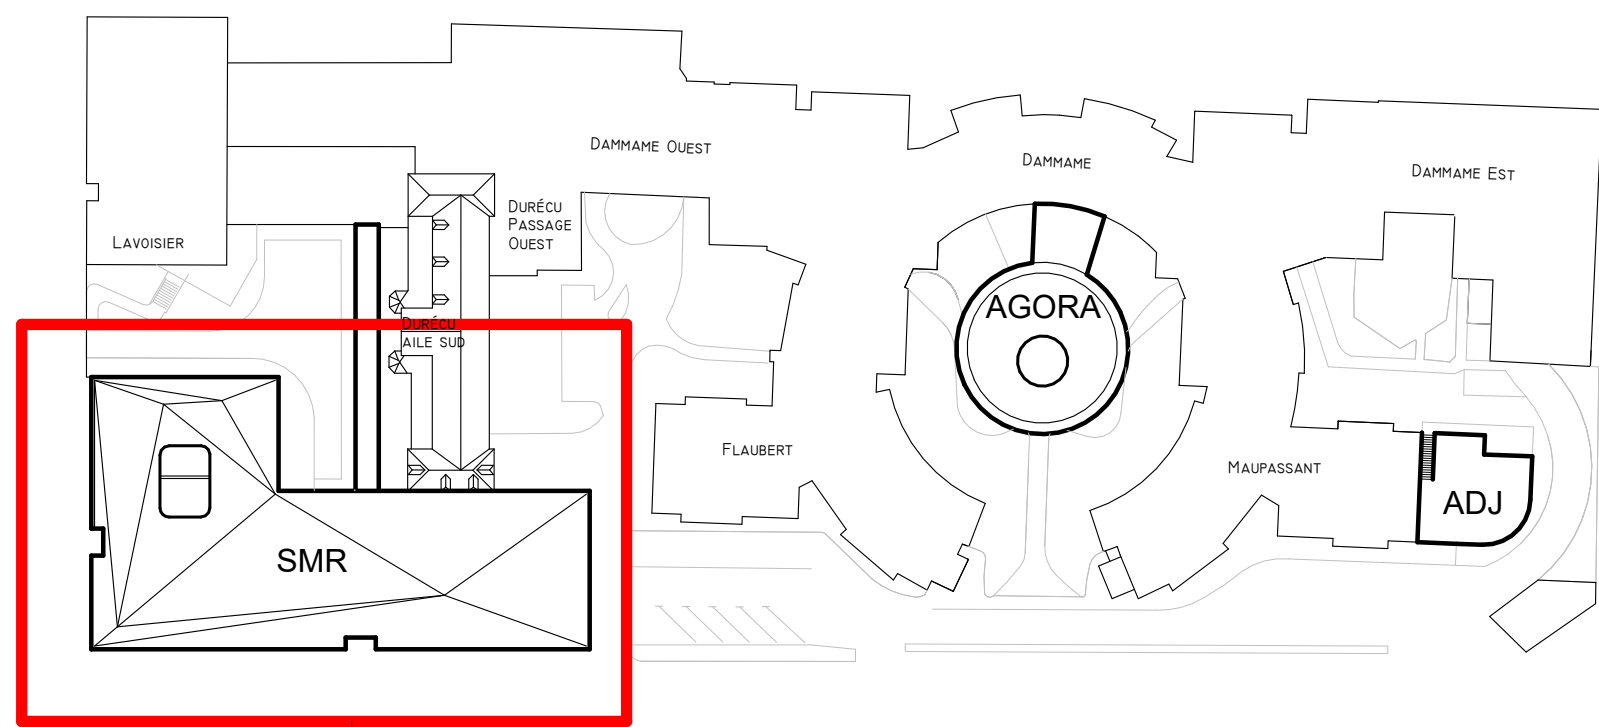 DAMMAME OUEST
DAMMAME
DAMMAME EST
DURÉCU
PASSAGE
OUEST
LAVOISIER
AGORA
DURÉCU
AILE SUD
FLAUBERT
MAUPASSANT
ADJ
SMR